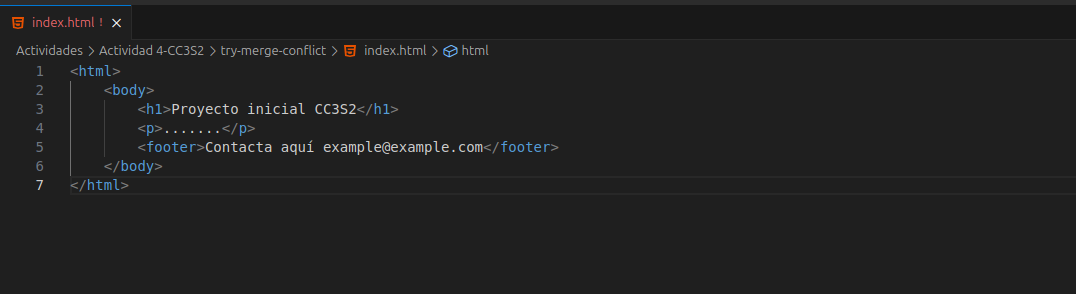 index.html ! ×
Actividades > Actividad 4-CC3S2 > try-merge-conflict > index.html > html
1 <html>
2 <body>
3 <h1>Proyecto inicial CC3S2</h1>
4 <p>.......</p>
5 <footer>Contacta aquí example@example.com</footer>
6 </body>
7 </html>